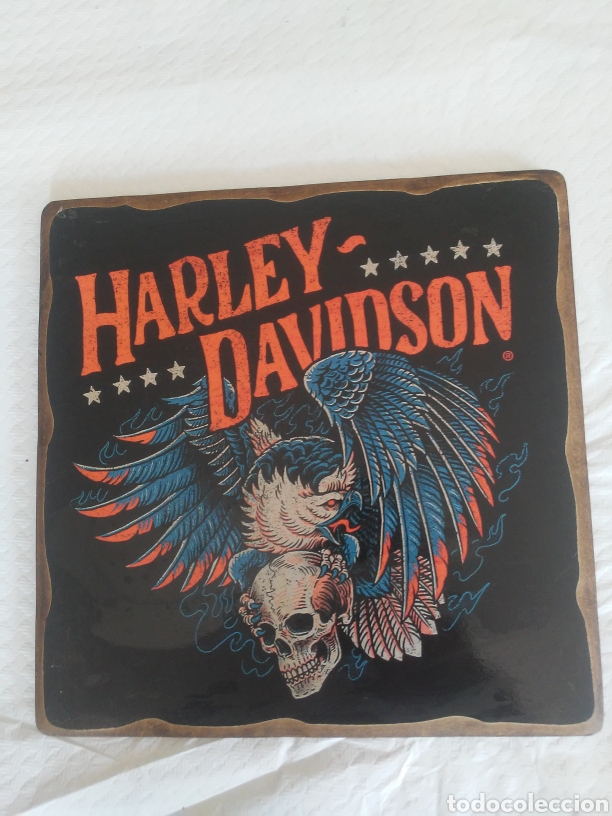 HARLEY-
DAVIDSON
®
todocoleccion